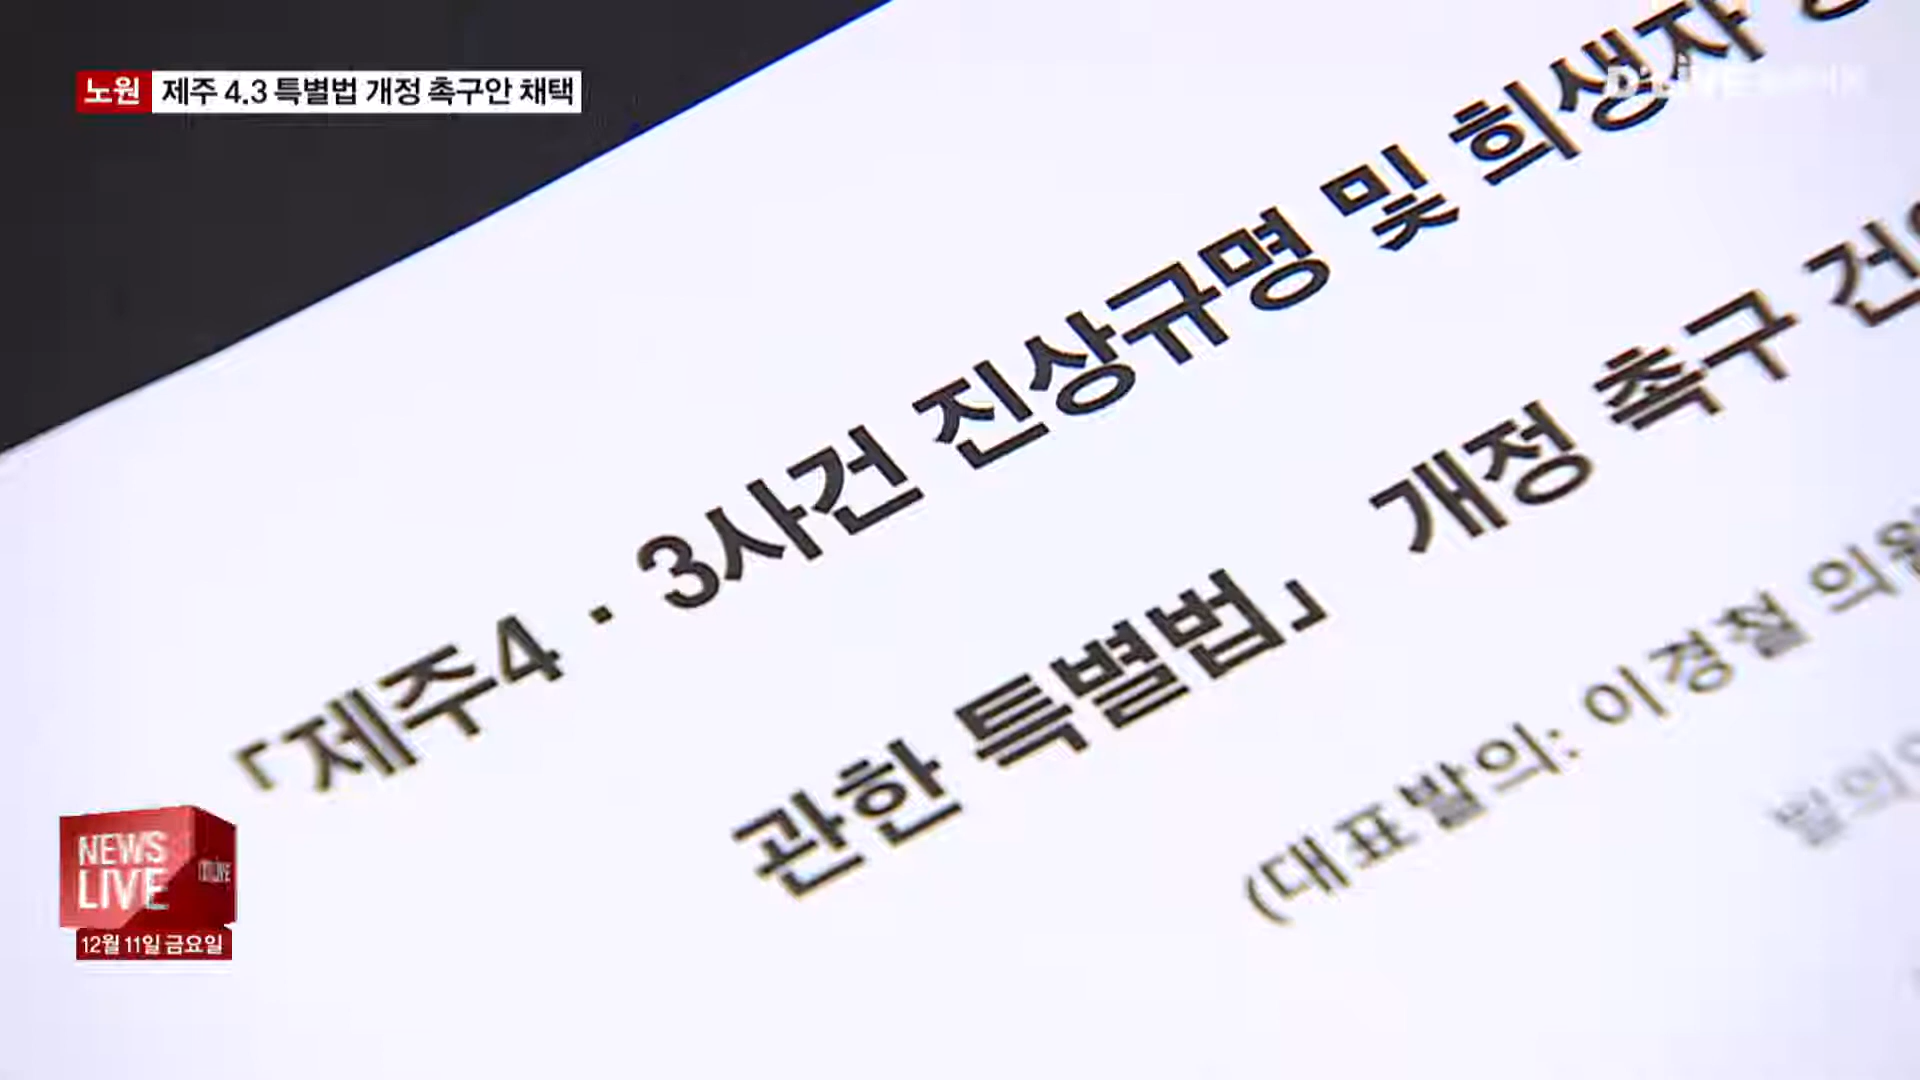 노원 제주 4.3 특별법 개정 촉구안 채택
D'LIVE
「제주4·3사건 진상규명 및 희생자
관한 특별법」 개정 촉구
(대표발의: 이경철 의원
발의
NEWS
LIVE
12월 11일 금요일